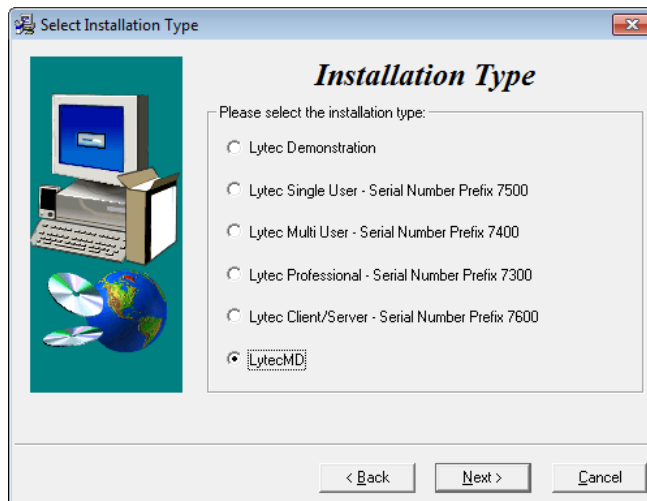 Select Installation Type
Installation Type
Please select the installation type:
Lytec Demonstration
Lytec Single User - Serial Number Prefix 7500
Lytec Multi User - Serial Number Prefix 7400
Lytec Professional - Serial Number Prefix 7300
Lytec Client/Server - Serial Number Prefix 7600
LytecMD
< Back Next > Cancel